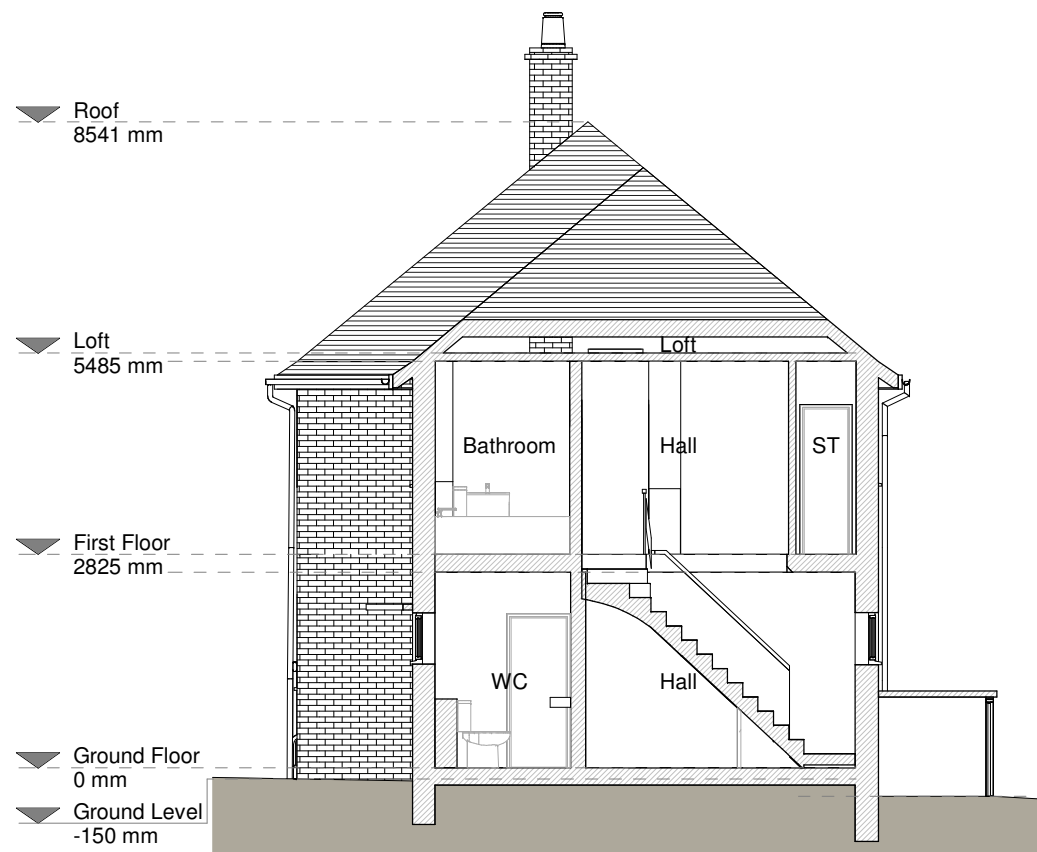 Roof
8541 mm
Loft
5485 mm
Loft
Bathroom
Hall
ST
First Floor
2825 mm
WC
Hall
Ground Floor
0 mm
Ground Level
-150 mm